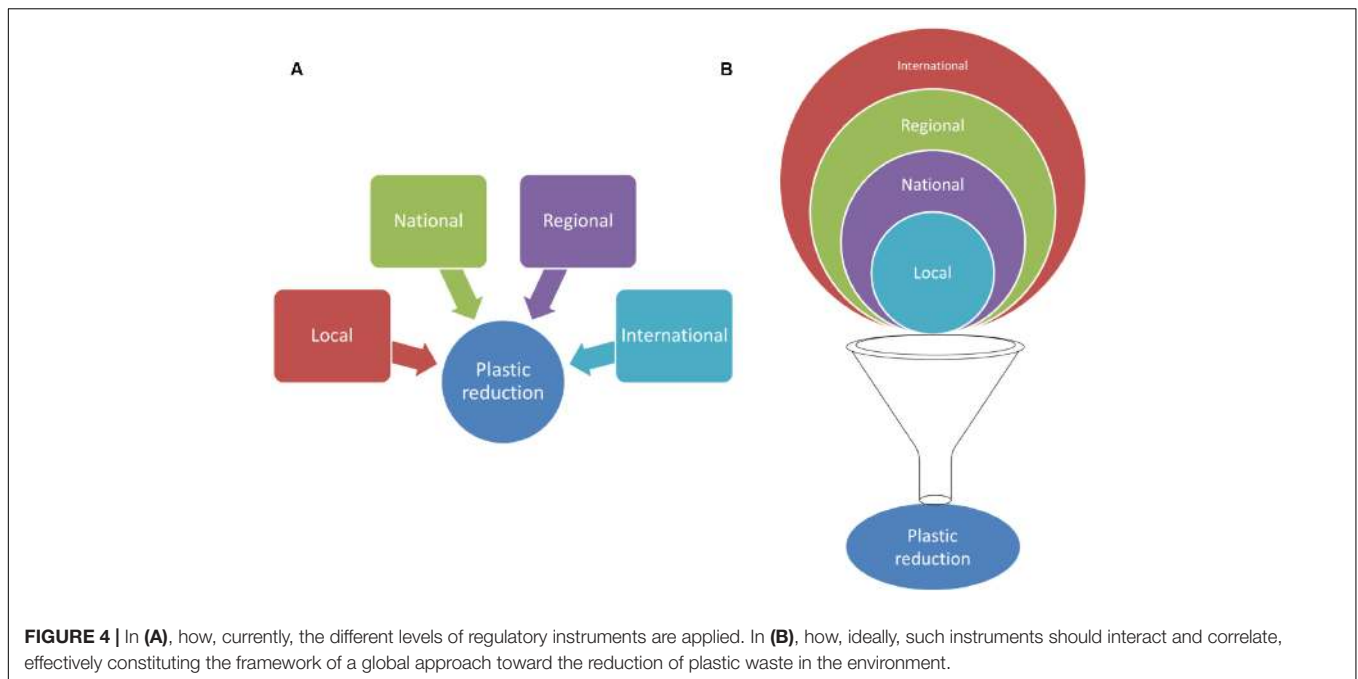 A
B
International
Regional
National
Local
National
Regional
Local
International
Plastic
reduction
Plastic
reduction
FIGURE 4 | In (A), how, currently, the different levels of regulatory instruments are applied. In (B), how, ideally, such instruments should interact and correlate,
effectively constituting the framework of a global approach toward the reduction of plastic waste in the environment.